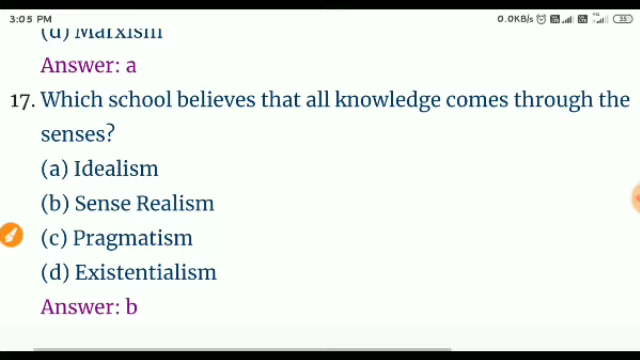 3:05 PM 0.0KB/s 35
(d) Marxism
Answer: a
17. Which school believes that all knowledge comes through the
senses?
(a) Idealism
(b) Sense Realism
(c) Pragmatism
(d) Existentialism
Answer: b